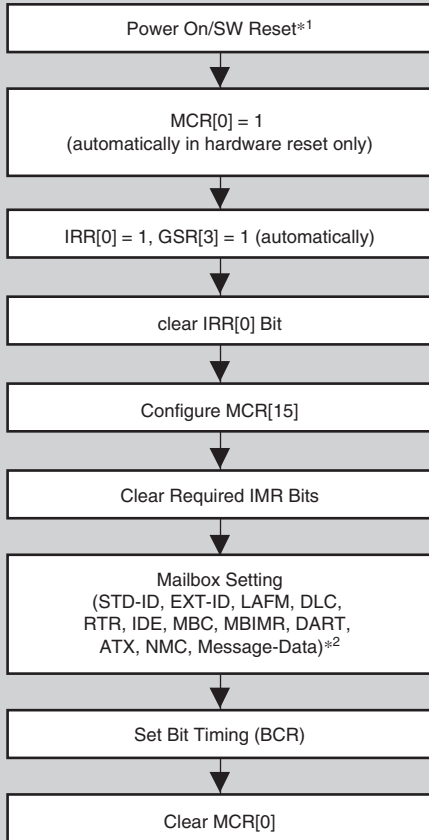 Power On/SW Reset*1
MCR[0] = 1
(automatically in hardware reset only)
IRR[0] = 1, GSR[3] = 1 (automatically)
clear IRR[0] Bit
Configure MCR[15]
Clear Required IMR Bits
Mailbox Setting
(STD-ID, EXT-ID, LAFM, DLC,
RTR, IDE, MBC, MBIMR, DART,
ATX, NMC, Message-Data)*2
Set Bit Timing (BCR)
Clear MCR[0]